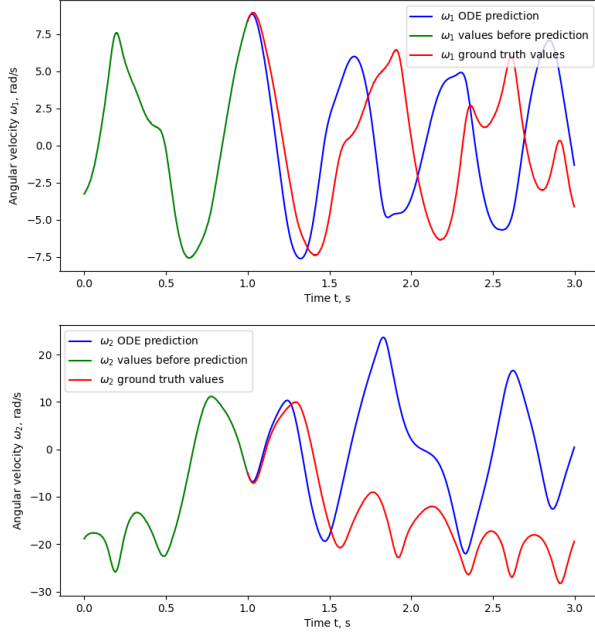 ω₁ ODE prediction
ω₁ values before prediction
ω₁ ground truth values
Angular velocity ω₁, rad/s
7.5
5.0
2.5
0.0
−2.5
−5.0
−7.5
0.0 0.5 1.0 1.5 2.0 2.5 3.0
Time t, s
ω₂ ODE prediction
ω₂ values before prediction
ω₂ ground truth values
Angular velocity ω₂, rad/s
20
10
0
−10
−20
−30
0.0 0.5 1.0 1.5 2.0 2.5 3.0
Time t, s